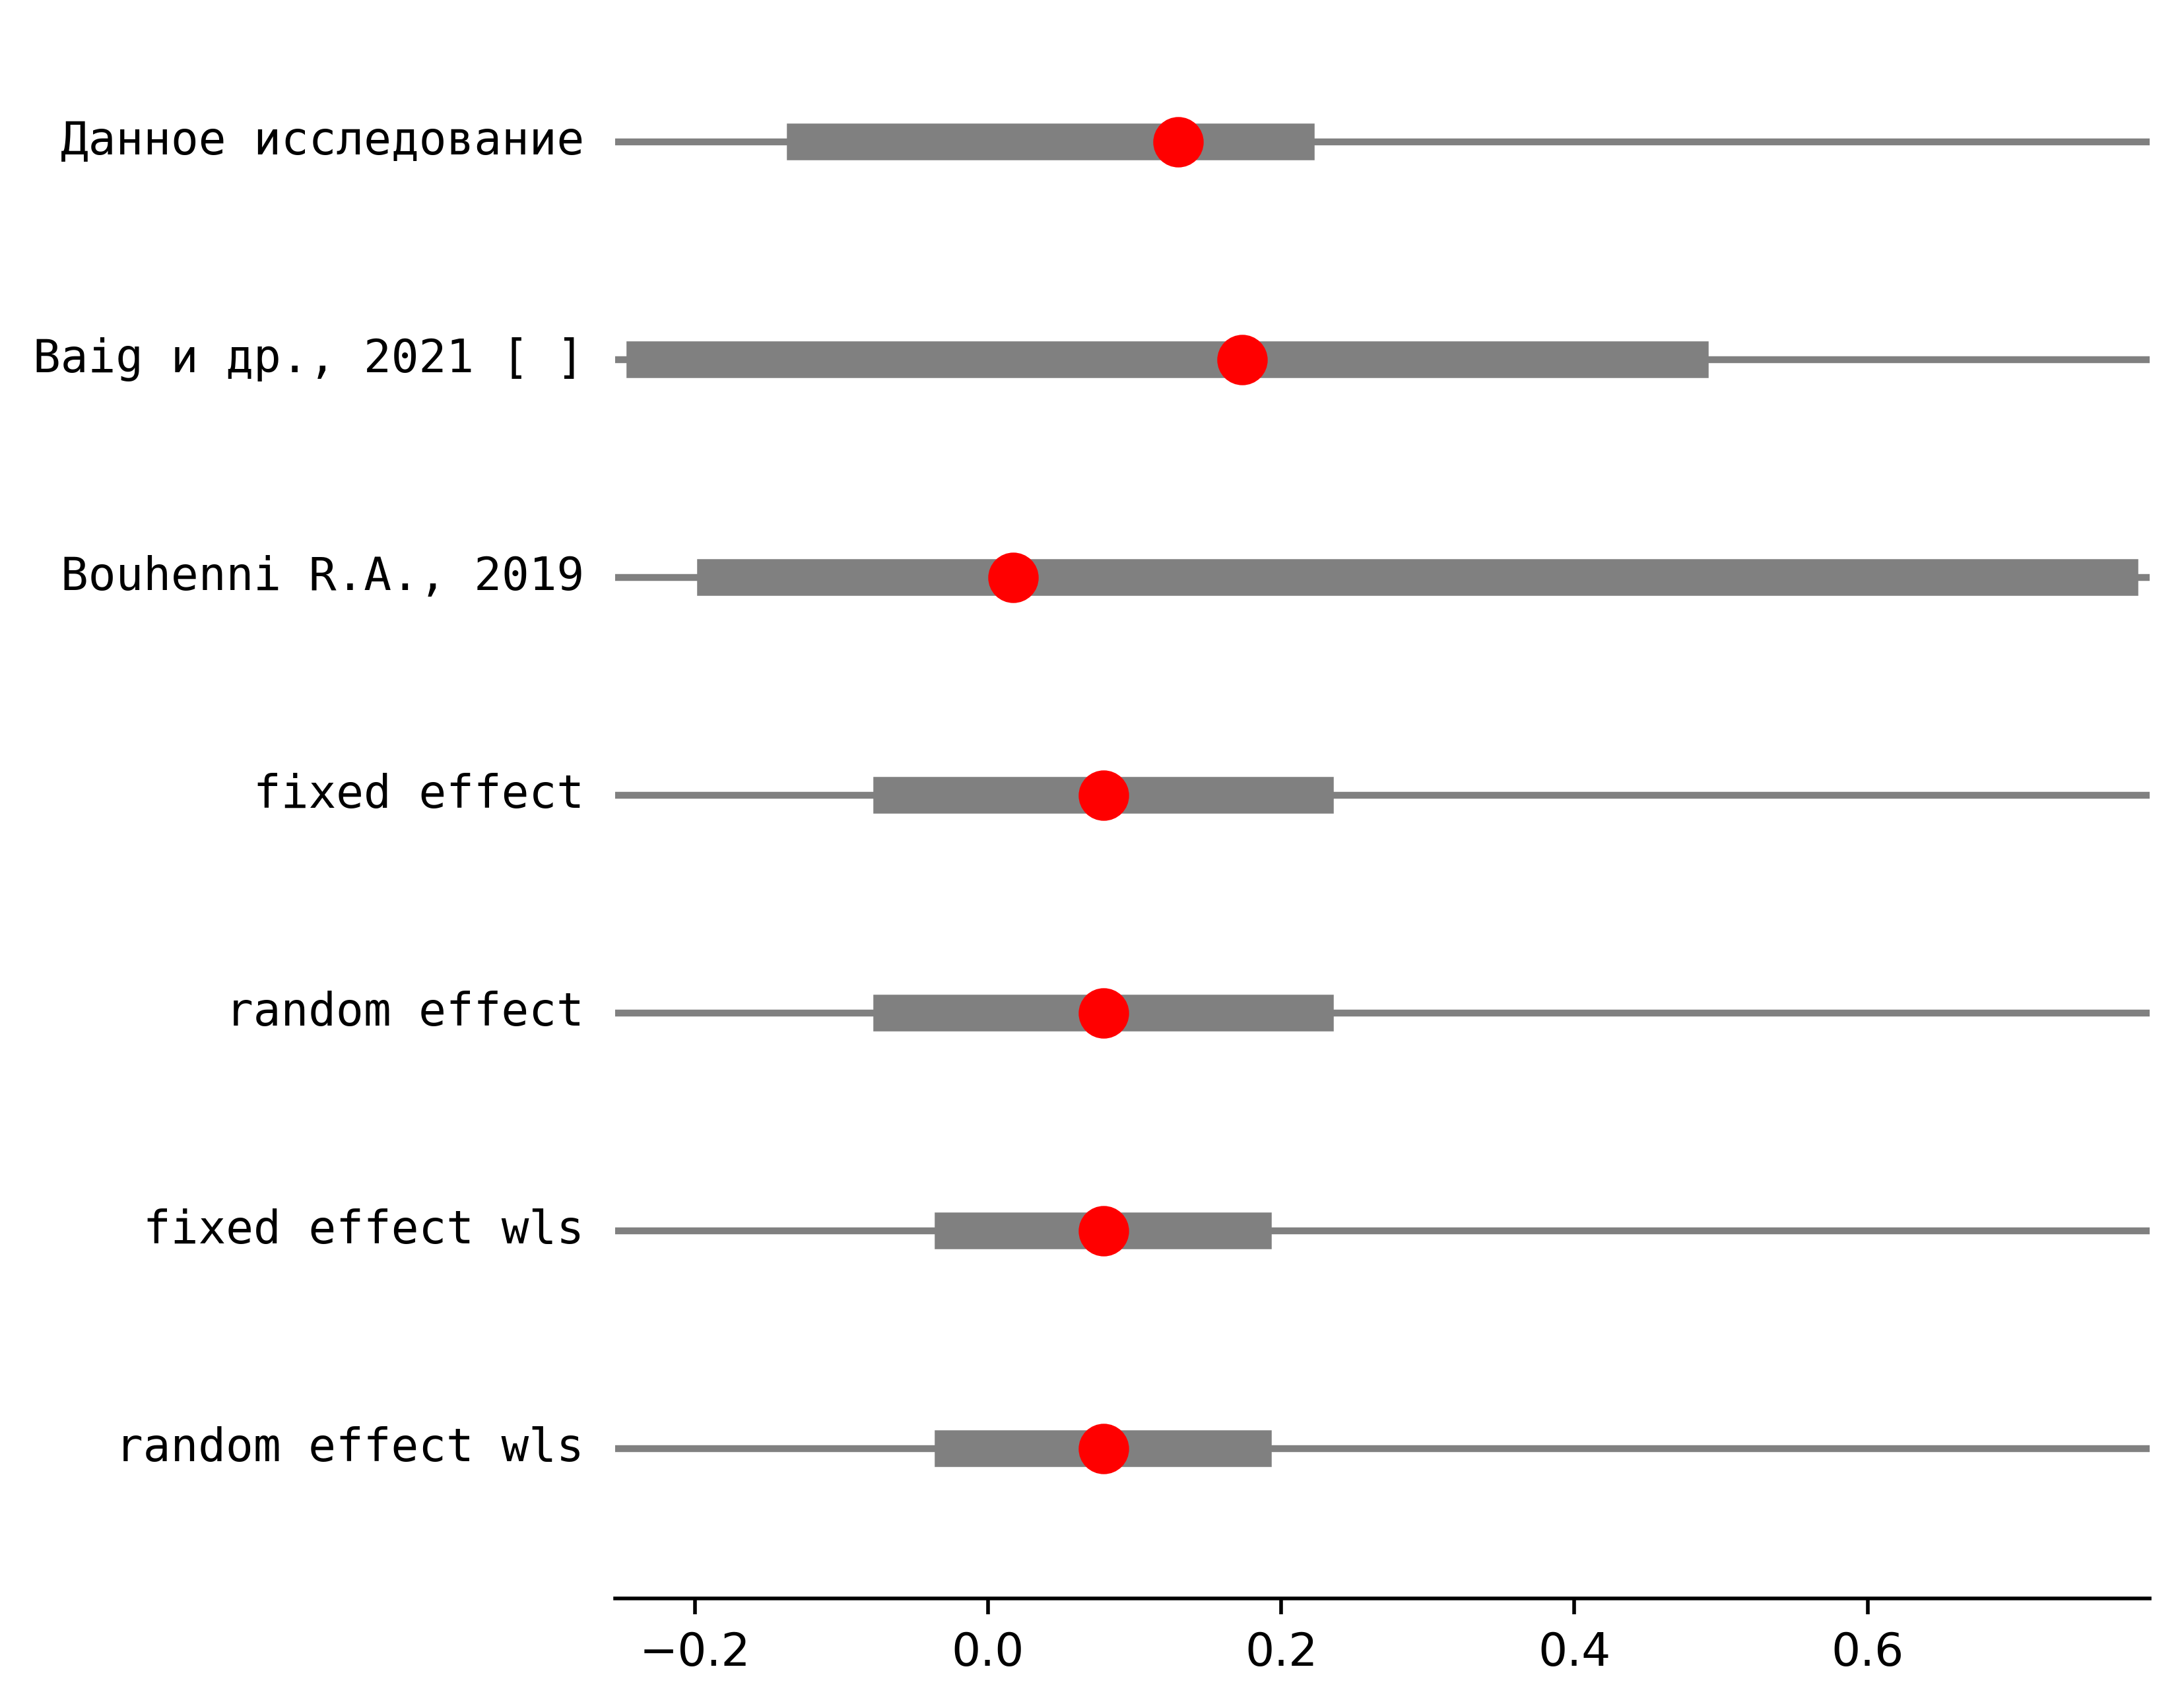 Данное исследование
Baig и др., 2021 [ ]
Bouhenni R.A., 2019
fixed effect
random effect
fixed effect wls
random effect wls
−0.2 0.0 0.2 0.4 0.6